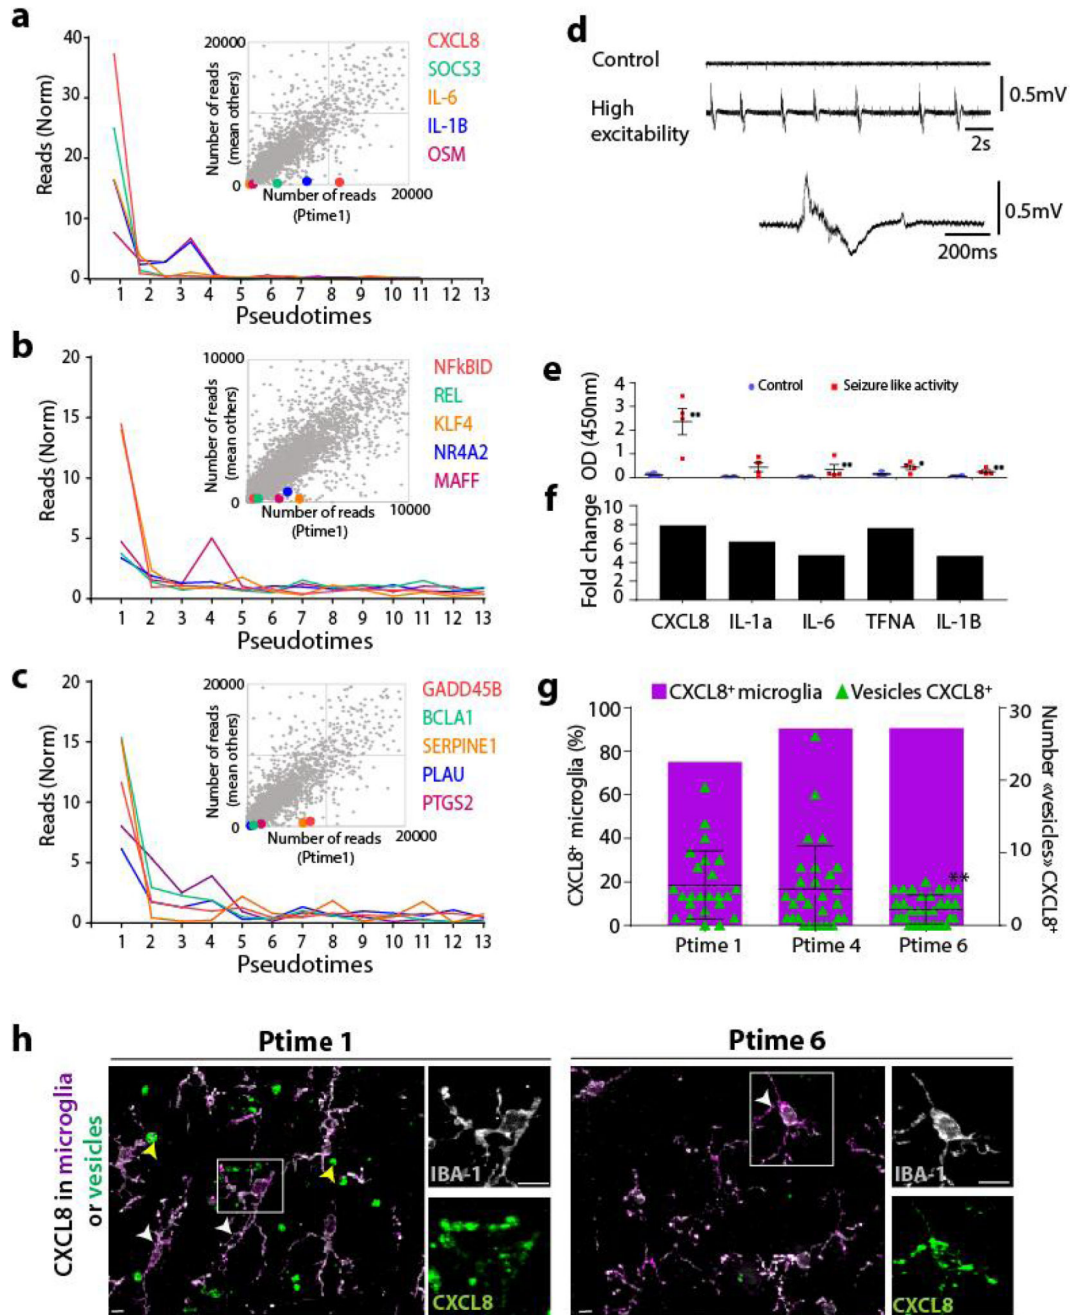 a
40
30
20
10
0
Reads (Norm)
1 2 3 4 5 6 7 8 9 10 11 12 13
Pseudotimes
20000
Number of reads
(mean others)
0
Number of reads
(Ptime1)
20000
CXCL8
SOCS3
IL-6
IL-1B
OSM
b
20
15
10
5
0
Reads (Norm)
1 2 3 4 5 6 7 8 9 10 11 12 13
Pseudotimes
10000
Number of reads
(mean others)
0
Number of reads
(Ptime1)
10000
NFkBID
REL
KLF4
NR4A2
MAFF
c
20
15
10
5
0
Reads (Norm)
1 2 3 4 5 6 7 8 9 10 11 12 13
Pseudotimes
20000
Number of reads
(mean others)
0
Number of reads
(Ptime1)
20000
GADD45B
BCLA1
SERPINE1
PLAU
PTGS2
d
Control
High
excitability
0.5mV
2s
0.5mV
200ms
e
Control
Seizure like activity
OD (450nm)
4
3
2
1
0
**
**
*
**
f
Fold change
10
8
6
4
2
0
CXCL8 IL-1a IL-6 TFNA IL-1B
g
CXCL8⁺ microglia
Vesicles CXCL8⁺
CXCL8⁺ microglia (%)
100
80
60
40
20
0
30
20
10
0
Number «vesicles» CXCL8⁺
**
Ptime 1 Ptime 4 Ptime 6
h
Ptime 1
Ptime 6
CXCL8 in microglia
or vesicles
IBA-1
CXCL8
IBA-1
CXCL8